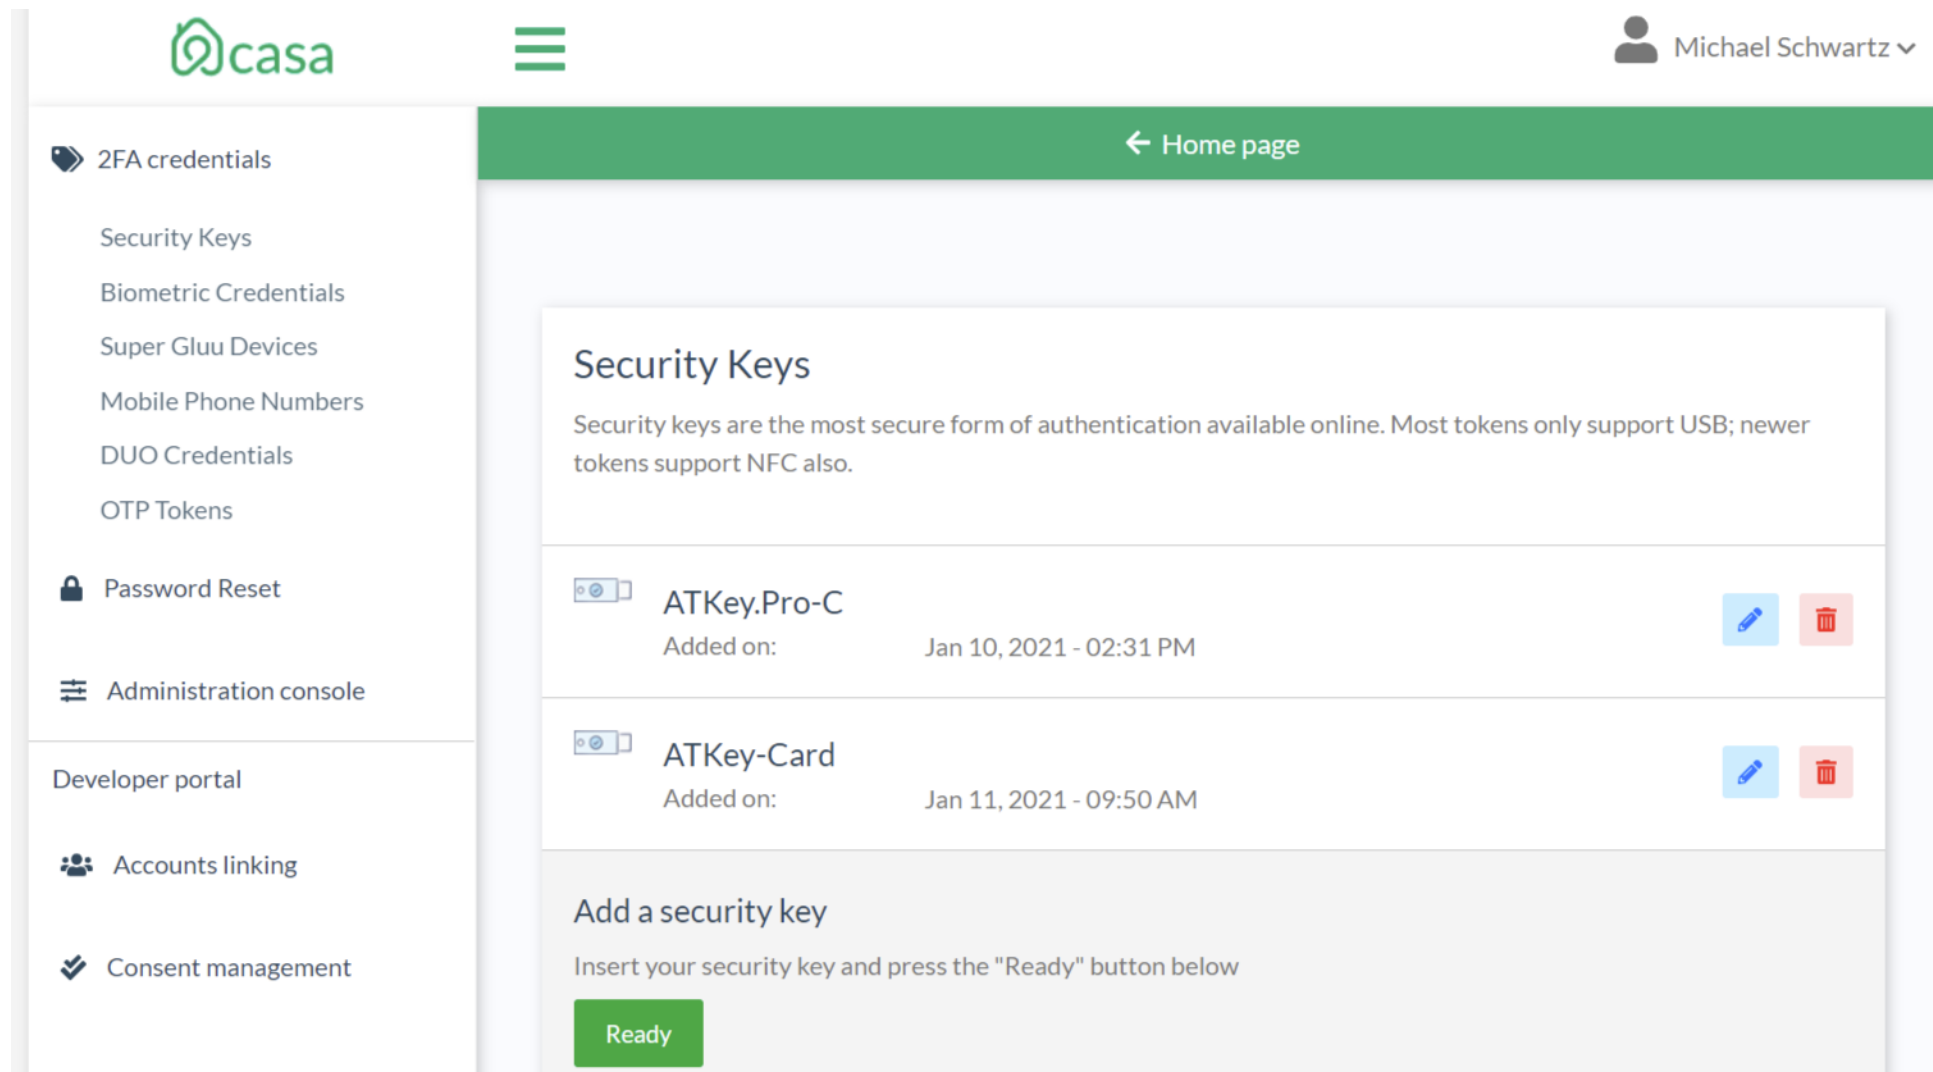 casa
Michael Schwartz
2FA credentials
Security Keys
Biometric Credentials
Super Gluu Devices
Mobile Phone Numbers
DUO Credentials
OTP Tokens
Password Reset
Administration console
Developer portal
Accounts linking
Consent management
Home page
Security Keys
Security keys are the most secure form of authentication available online. Most tokens only support USB; newer
tokens support NFC also.
ATKey.Pro-C
Added on: Jan 10, 2021 - 02:31 PM
ATKey-Card
Added on: Jan 11, 2021 - 09:50 AM
Add a security key
Insert your security key and press the "Ready" button below
Ready